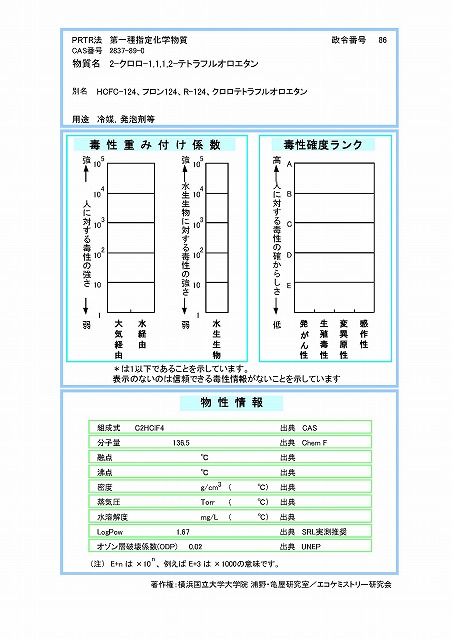 PRTR法 第一種指定化学物質 政令番号 86
CAS番号 2837-89-0
物質名 2-クロロ-1,1,1,2-テトラフルオロエタン
別名 HCFC-124、フロン124、R-124、クロロテトラフルオロエタン
用途 冷媒,発泡剤等
毒性重み付け係数
強 10^5
10^4
10^3
10^2
10
弱 1
人に対する毒性の強さ
大気経由
水経由
強 10^5
10^4
10^3
10^2
10
弱 1
水生生物に対する毒性の強さ
水生生物
毒性確度ランク
高 A
B
C
D
E
低
人に対する毒性の確からしさ
発がん性
生殖毒性
変異原性
感作性
*は1以下であることを示しています。
表示のないのは信頼できる毒性情報がないことを示しています
物性情報
組成式 C2HClF4 出典 CAS
分子量 136.5 出典 Chem F
融点 ℃ 出典
沸点 ℃ 出典
密度 g/cm3 ( ℃) 出典
蒸気圧 Torr ( ℃) 出典
水溶解度 mg/L ( ℃) 出典
LogPow 1.67 出典 SRL実測推奨
オゾン層破壊係数(ODP) 0.02 出典 UNEP
(注) E+n は ×10^n、例えば E+3 は ×1000の意味です。
著作権:横浜国立大学大学院 浦野・亀屋研究室/エコケミストリー研究会